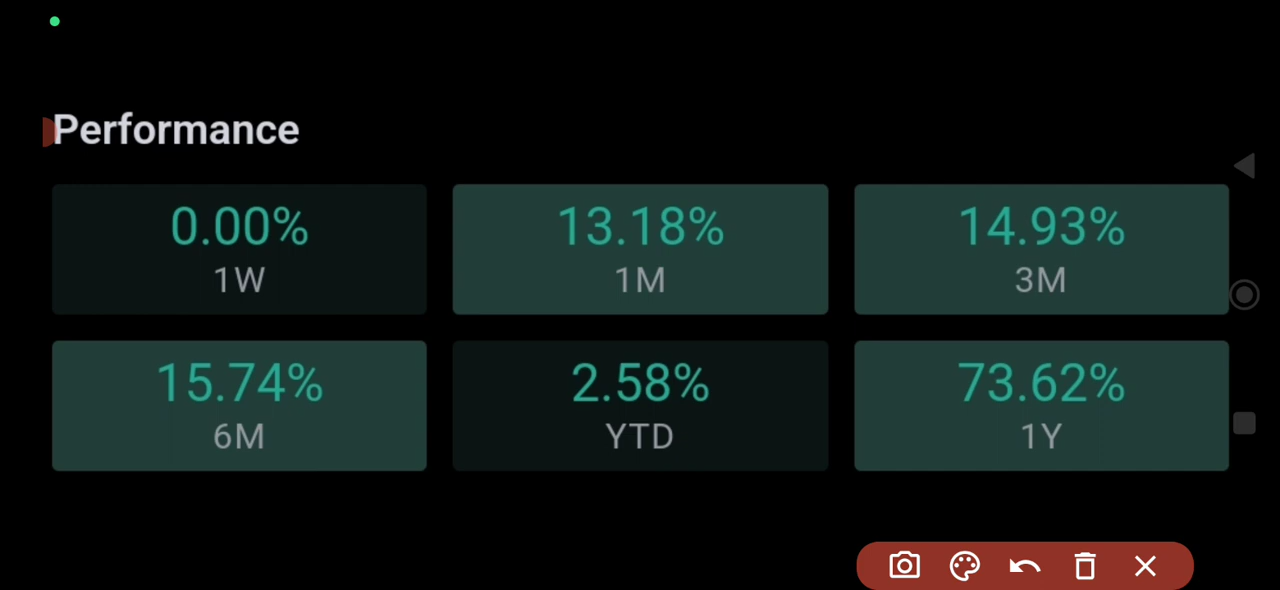 Performance
0.00% 13.18% 14.93%
1W 1M 3M
15.74% 2.58% 73.62%
6M YTD 1Y